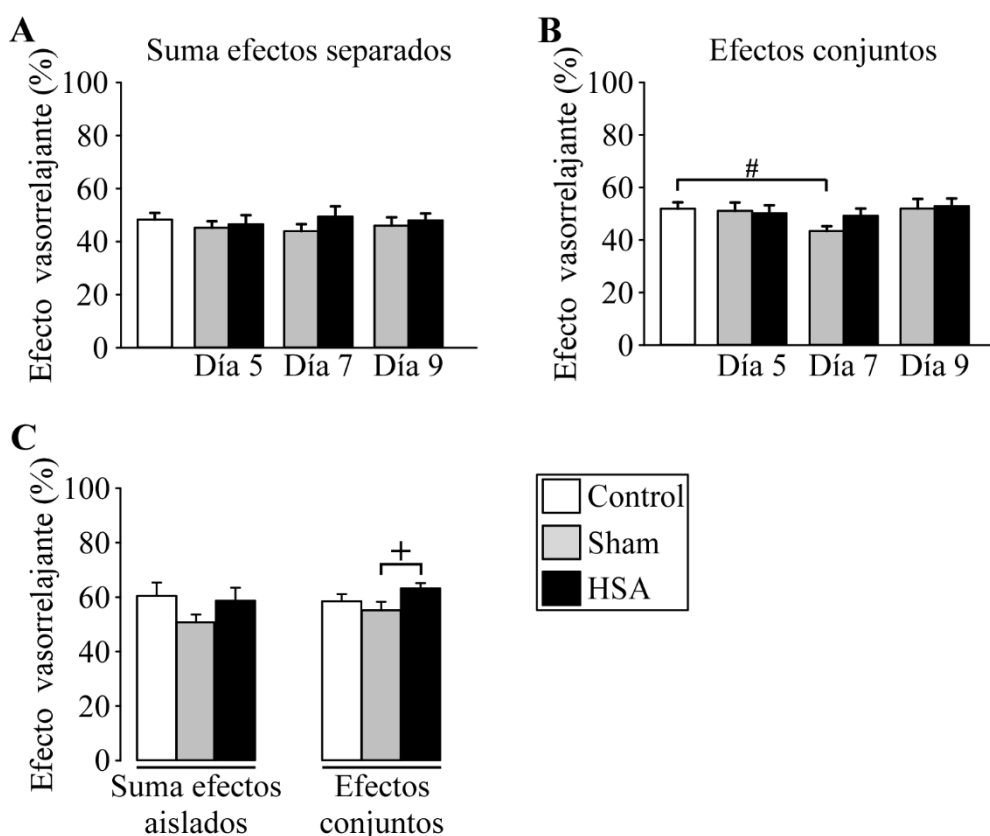 A
Suma efectos separados
Efecto vasorrelajante (%)
100
80
60
40
20
0
Día 5 Día 7 Día 9
B
Efectos conjuntos
Efecto vasorrelajante (%)
100
80
60
40
20
0
#
Día 5 Día 7 Día 9
C
Efecto vasorrelajante (%)
100
80
60
40
20
0
+
Suma efectos
aislados
Efectos
conjuntos
Control
Sham
HSA